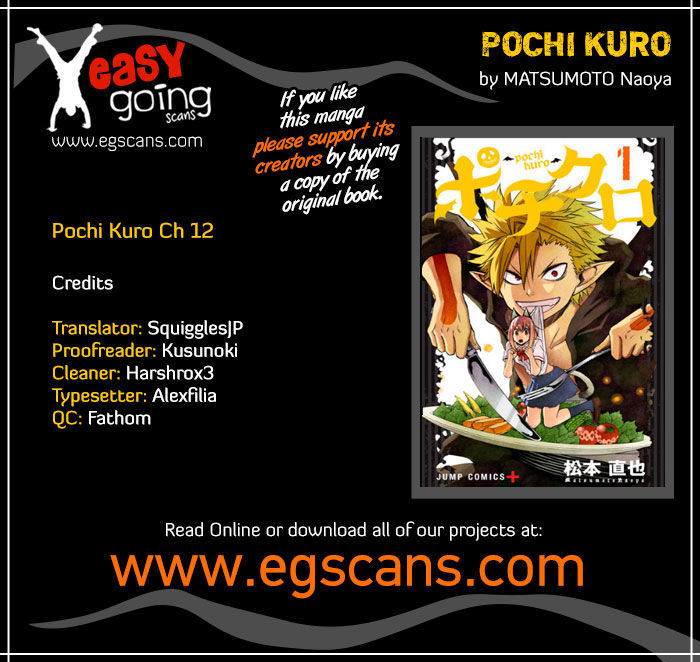 easy
going
scans
www.egscans.com
If you like
this manga
please support its
creators by buying
a copy of the
original book.
POCHI KURO
by MATSUMOTO Naoya
Pochi Kuro Ch 12
Credits
Translator: SquigglesJP
Proofreader: Kusunoki
Cleaner: Harshrox3
Typesetter: Alexfilia
QC: Fathom
pochi
kuro
1
ポチクロ
JUMP COMICS+
松本 直也
Matsumoto Naoya
Read Online or download all of our projects at:
www.egscans.com